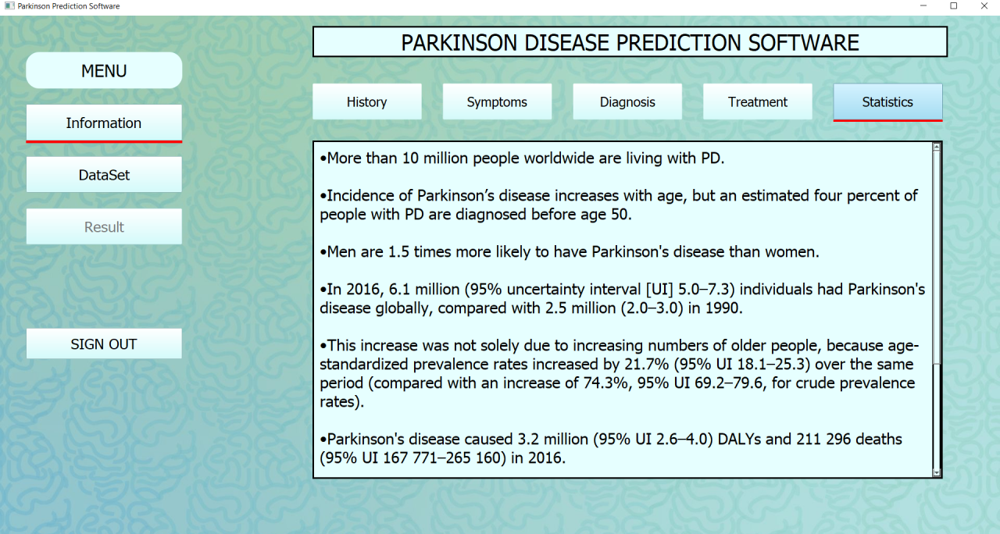 Parkinson Prediction Software
PARKINSON DISEASE PREDICTION SOFTWARE
MENU
Information
DataSet
Result
SIGN OUT
History
Symptoms
Diagnosis
Treatment
Statistics
•More than 10 million people worldwide are living with PD.
•Incidence of Parkinson’s disease increases with age, but an estimated four percent of
people with PD are diagnosed before age 50.
•Men are 1.5 times more likely to have Parkinson's disease than women.
•In 2016, 6.1 million (95% uncertainty interval [UI] 5.0–7.3) individuals had Parkinson's
disease globally, compared with 2.5 million (2.0–3.0) in 1990.
•This increase was not solely due to increasing numbers of older people, because age-
standardized prevalence rates increased by 21.7% (95% UI 18.1–25.3) over the same
period (compared with an increase of 74.3%, 95% UI 69.2–79.6, for crude prevalence
rates).
•Parkinson's disease caused 3.2 million (95% UI 2.6–4.0) DALYs and 211 296 deaths
(95% UI 167 771–265 160) in 2016.